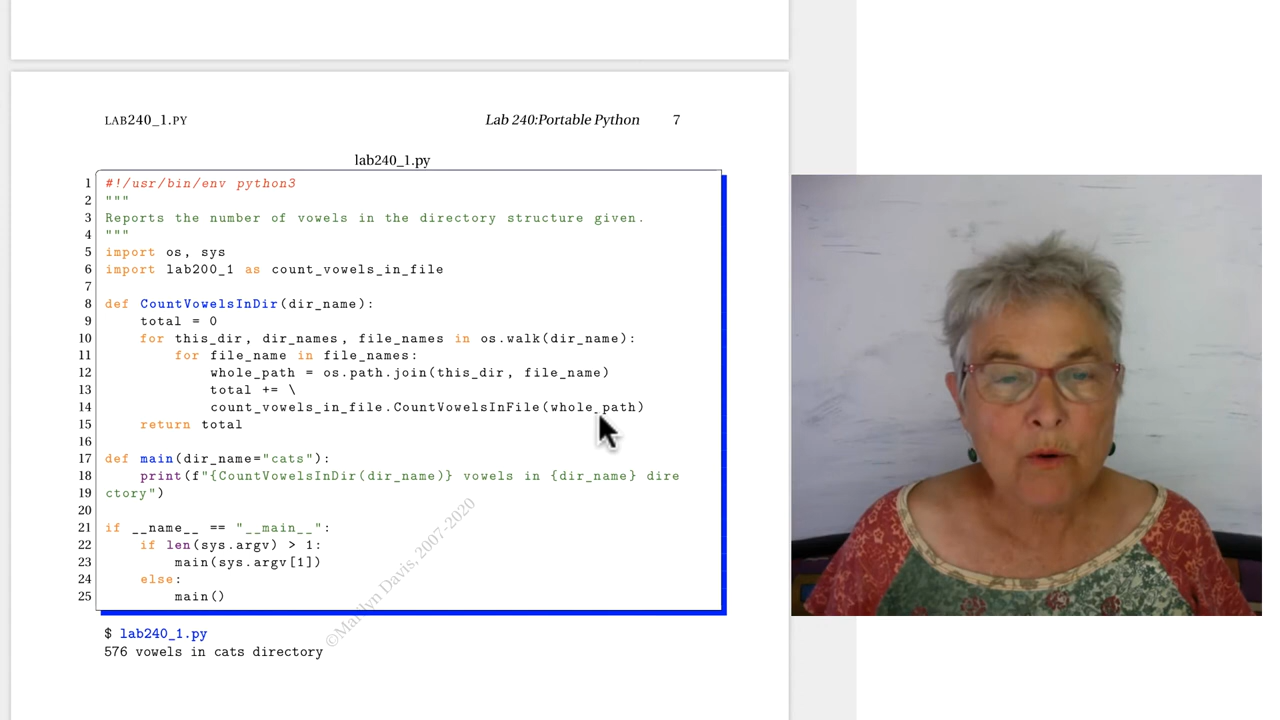 LAB240_1.PY Lab 240:Portable Python 7
lab240_1.py
1 #!/usr/bin/env python3
2 """
3 Reports the number of vowels in the directory structure given.
4 """
5 import os, sys
6 import lab200_1 as count_vowels_in_file
7
8 def CountVowelsInDir(dir_name):
9     total = 0
10     for this_dir, dir_names, file_names in os.walk(dir_name):
11         for file_name in file_names:
12             whole_path = os.path.join(this_dir, file_name)
13             total += \
14             count_vowels_in_file.CountVowelsInFile(whole_path)
15     return total
16
17 def main(dir_name="cats"):
18     print(f"{CountVowelsInDir(dir_name)} vowels in {dir_name} dire
19 ctory")
20
21 if __name__ == "__main__":
22     if len(sys.argv) > 1:
23         main(sys.argv[1])
24     else:
25         main()
©Marilyn Davis, 2007-2020
$ lab240_1.py
576 vowels in cats directory